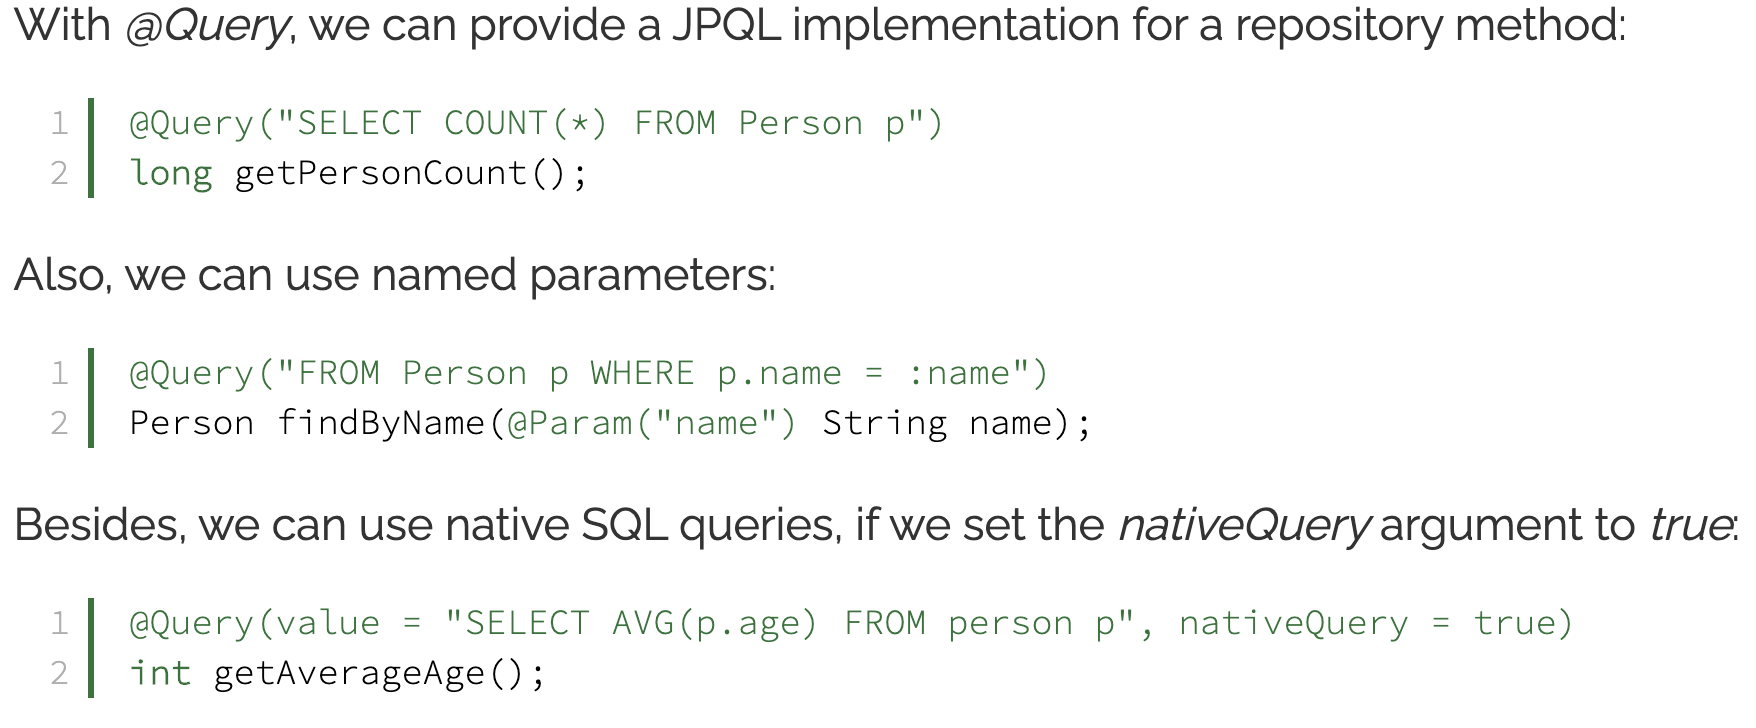 With @Query, we can provide a JPQL implementation for a repository method:
1 @Query("SELECT COUNT(*) FROM Person p")
2 long getPersonCount();
Also, we can use named parameters:
1 @Query("FROM Person p WHERE p.name = :name")
2 Person findByName(@Param("name") String name);
Besides, we can use native SQL queries, if we set the nativeQuery argument to true:
1 @Query(value = "SELECT AVG(p.age) FROM person p", nativeQuery = true)
2 int getAverageAge();